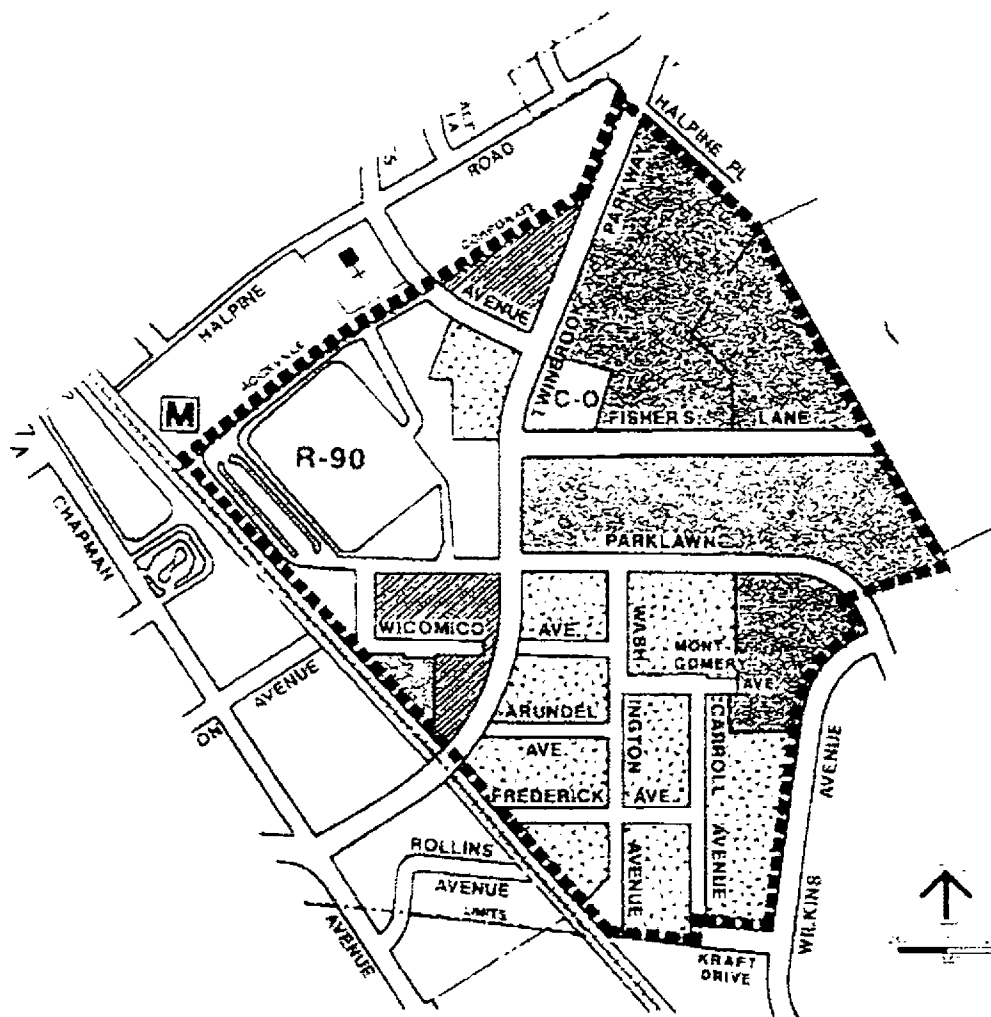 HALPINE PL
ROAD
PARKWAY
CORPORATE
HALPINE
AVENUE
ROCKVILLE
TWINBROOK
M
C-O
FISHERS LANE
R-90
CHAPMAN
PARKLAWN
WICOMICO AVE.
WASH-
INGTON
AVENUE
MONT-
GOMERY
AVE
AVENUE
ARUNDEL
AVE.
CARROLL AVENUE
FREDERICK AVE.
AVENUE
ROLLINS
AVENUE
LIMITS
WILKINS
AVENUE
KRAFT
DRIVE